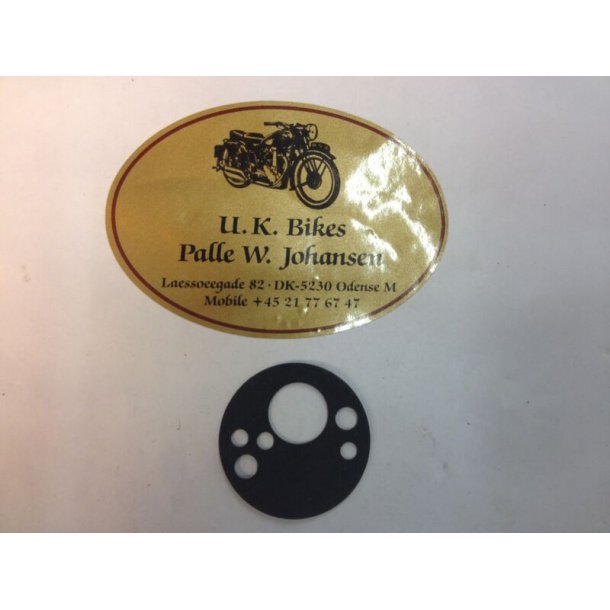 U. K. Bikes
Palle W. Johansen
Laessoeegade 82 · DK-5230 Odense M
Mobile +45 21 77 67 47